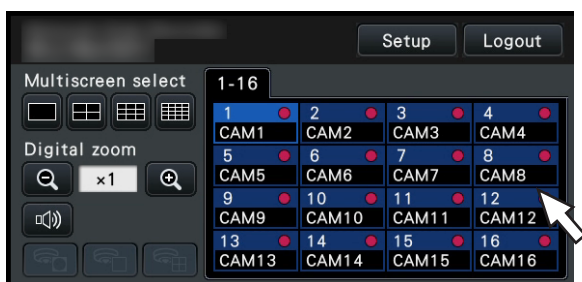 Setup Logout
Multiscreen select
1-16
1 2 3 4
CAM1 CAM2 CAM3 CAM4
Digital zoom
5 6 7 8
CAM5 CAM6 CAM7 CAM8
×1
9 10 11 12
CAM9 CAM10 CAM11 CAM12
13 14 15 16
CAM13 CAM14 CAM15 CAM16